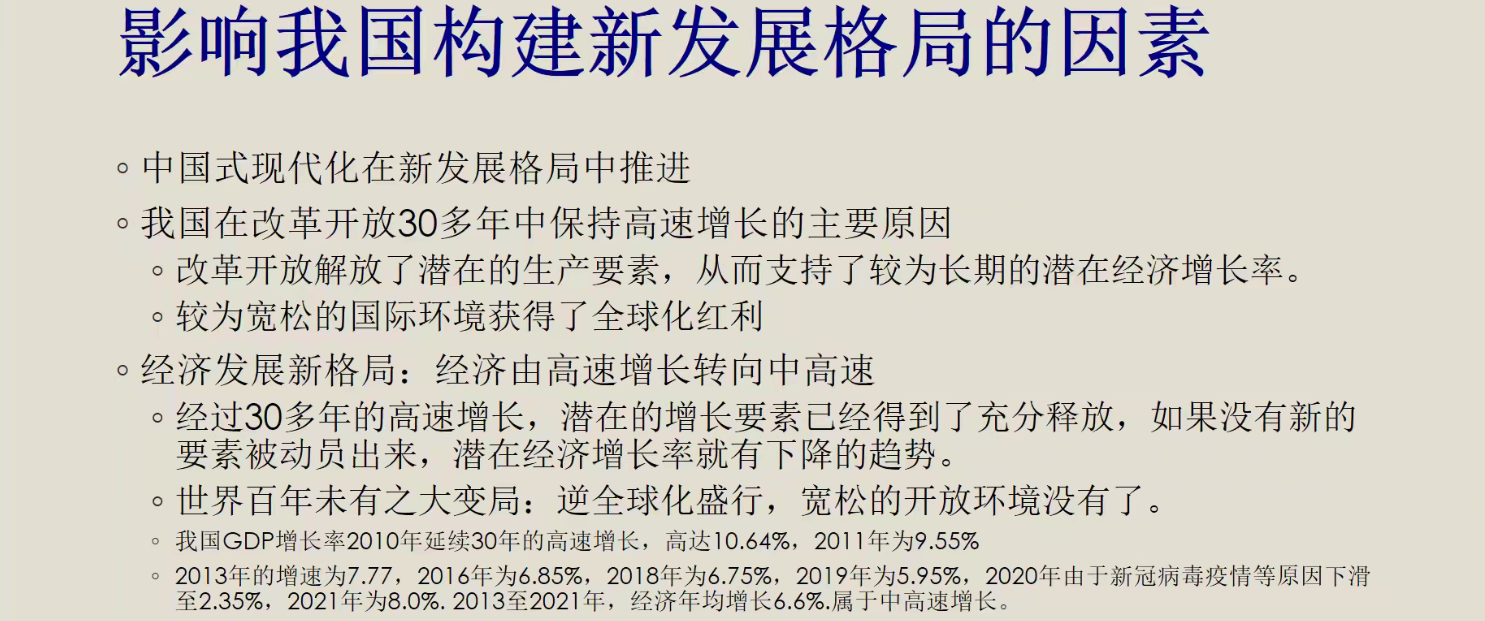 影响我国构建新发展格局的因素
◦ 中国式现代化在新发展格局中推进
◦ 我国在改革开放30多年中保持高速增长的主要原因
◦ 改革开放解放了潜在的生产要素，从而支持了较为长期的潜在经济增长率。
◦ 较为宽松的国际环境获得了全球化红利
◦ 经济发展新格局：经济由高速增长转向中高速
◦ 经过30多年的高速增长，潜在的增长要素已经得到了充分释放，如果没有新的
要素被动员出来，潜在经济增长率就有下降的趋势。
◦ 世界百年未有之大变局：逆全球化盛行，宽松的开放环境没有了。
◦ 我国GDP增长率2010年延续30年的高速增长，高达10.64%，2011年为9.55%
◦ 2013年的增速为7.77，2016年为6.85%，2018年为6.75%，2019年为5.95%，2020年由于新冠病毒疫情等原因下滑
至2.35%，2021年为8.0%. 2013至2021年，经济年均增长6.6%.属于中高速增长。